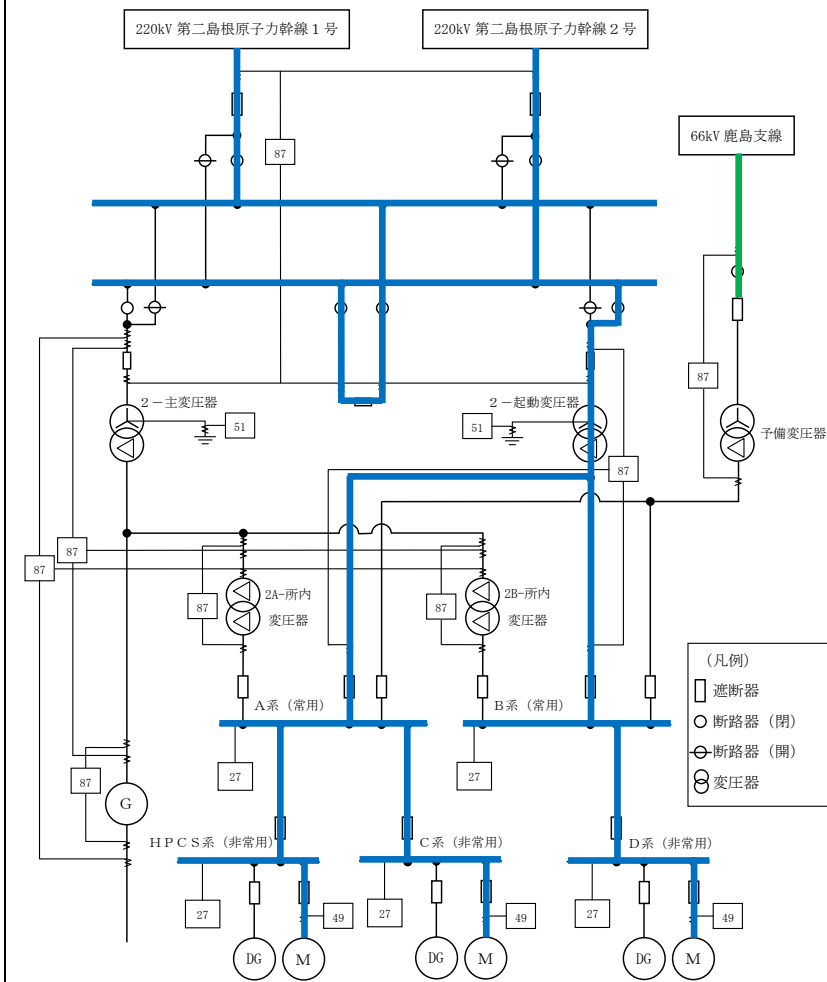 220kV 第二島根原子力幹線１号
220kV 第二島根原子力幹線２号
66kV 鹿島支線
87
87
２－主変圧器
51
２－起動変圧器
51
予備変圧器
87
87
87
87
2A-所内
変圧器
87
2B-所内
変圧器
(凡例)
遮断器
断路器（閉）
断路器（開）
変圧器
Ａ系（常用）
Ｂ系（常用）
27
27
87
G
ＨＰＣＳ系（非常用）
Ｃ系（非常用）
Ｄ系（非常用）
27
49
27
49
27
49
DG
M
DG
M
DG
M